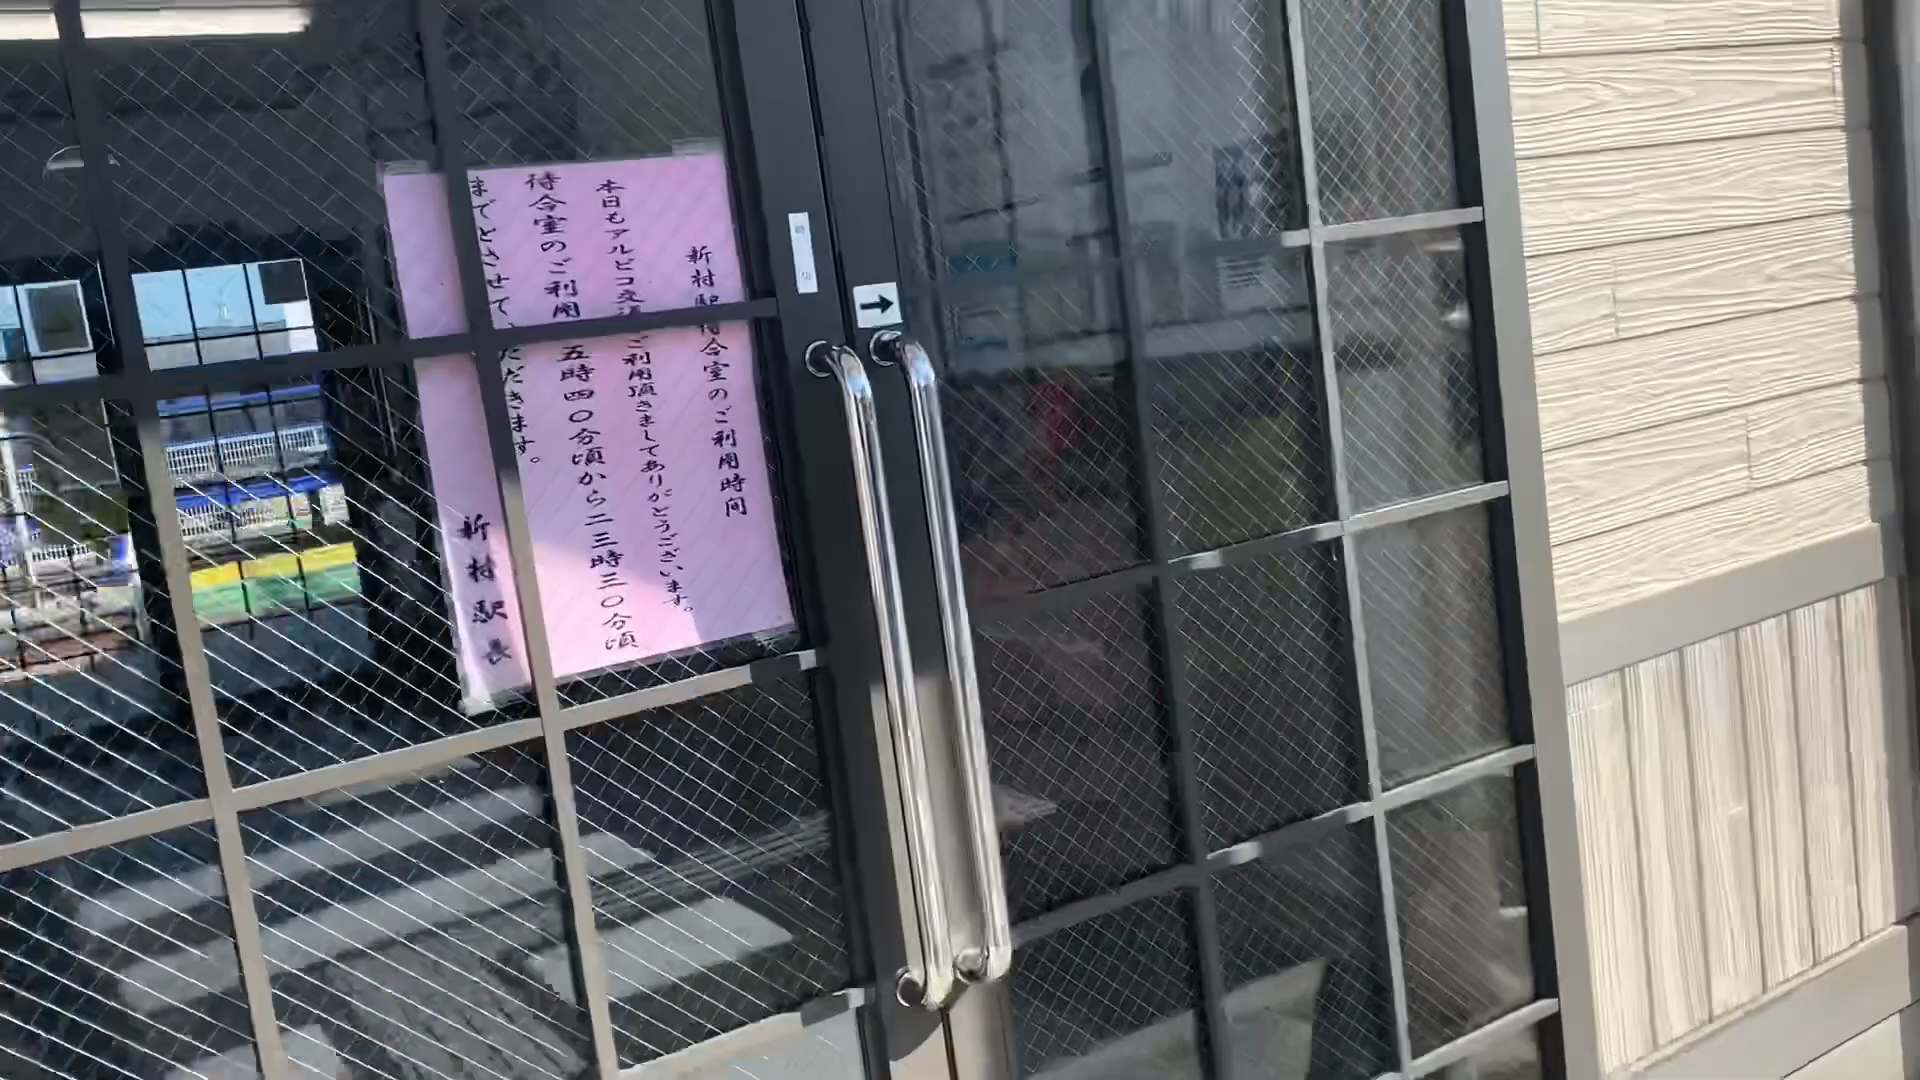 新村駅待合室のご利用時間
本日もアルピコ交通ご利用頂きましてありがとうございます。
待合室のご利用 五時四〇分頃から二三時三〇分頃
までとさせていただきます。
新村駅長